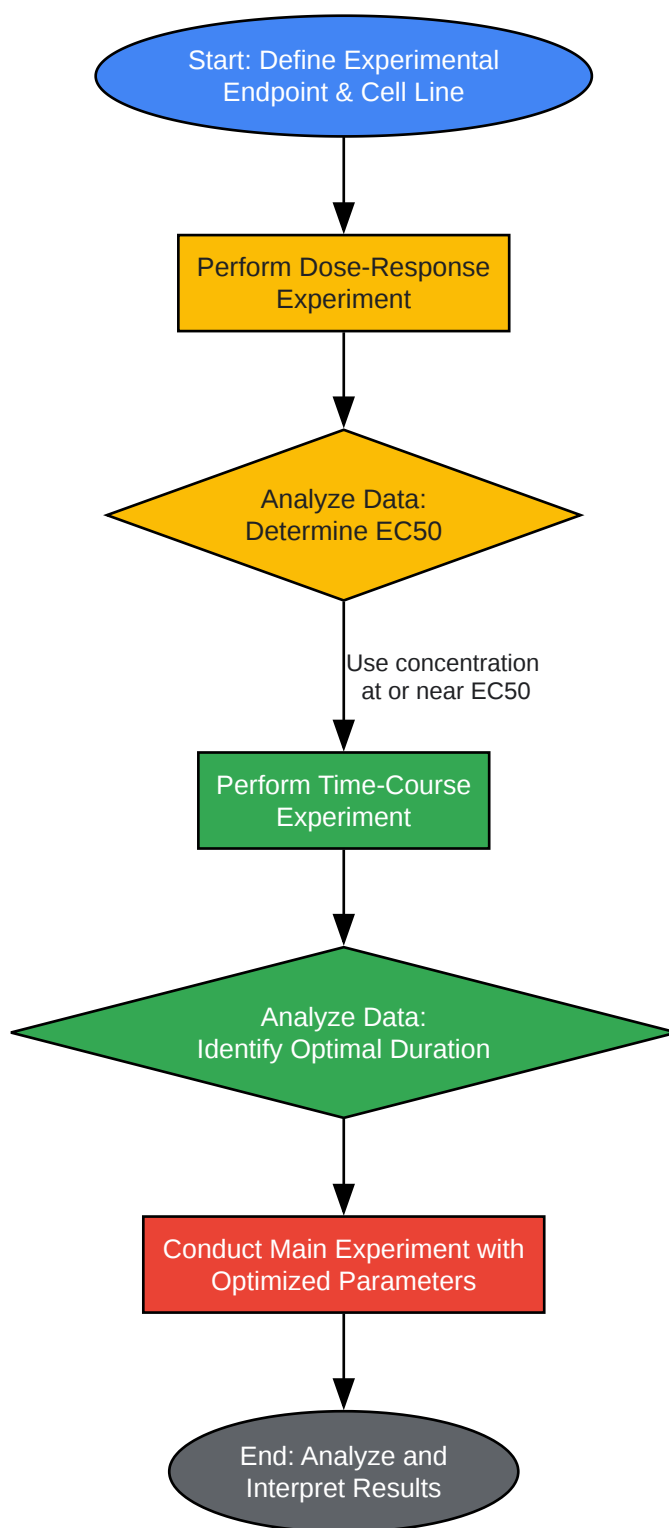 Start: Define Experimental
Endpoint & Cell Line
Perform Dose-Response
Experiment
Analyze Data:
Determine EC50
Use concentration
at or near EC50
Perform Time-Course
Experiment
Analyze Data:
Identify Optimal Duration
Conduct Main Experiment with
Optimized Parameters
End: Analyze and
Interpret Results